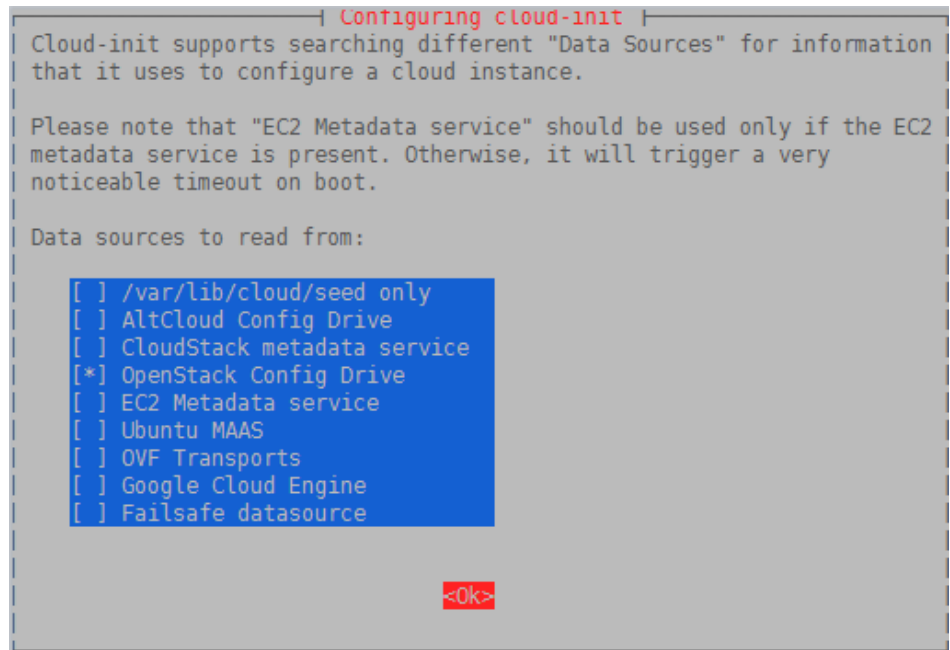 Configuring cloud-init
Cloud-init supports searching different "Data Sources" for information
that it uses to configure a cloud instance.
Please note that "EC2 Metadata service" should be used only if the EC2
metadata service is present. Otherwise, it will trigger a very
noticeable timeout on boot.
Data sources to read from:
[ ] /var/lib/cloud/seed only
[ ] AltCloud Config Drive
[ ] CloudStack metadata service
[*] OpenStack Config Drive
[ ] EC2 Metadata service
[ ] Ubuntu MAAS
[ ] OVF Transports
[ ] Google Cloud Engine
[ ] Failsafe datasource
<Ok>